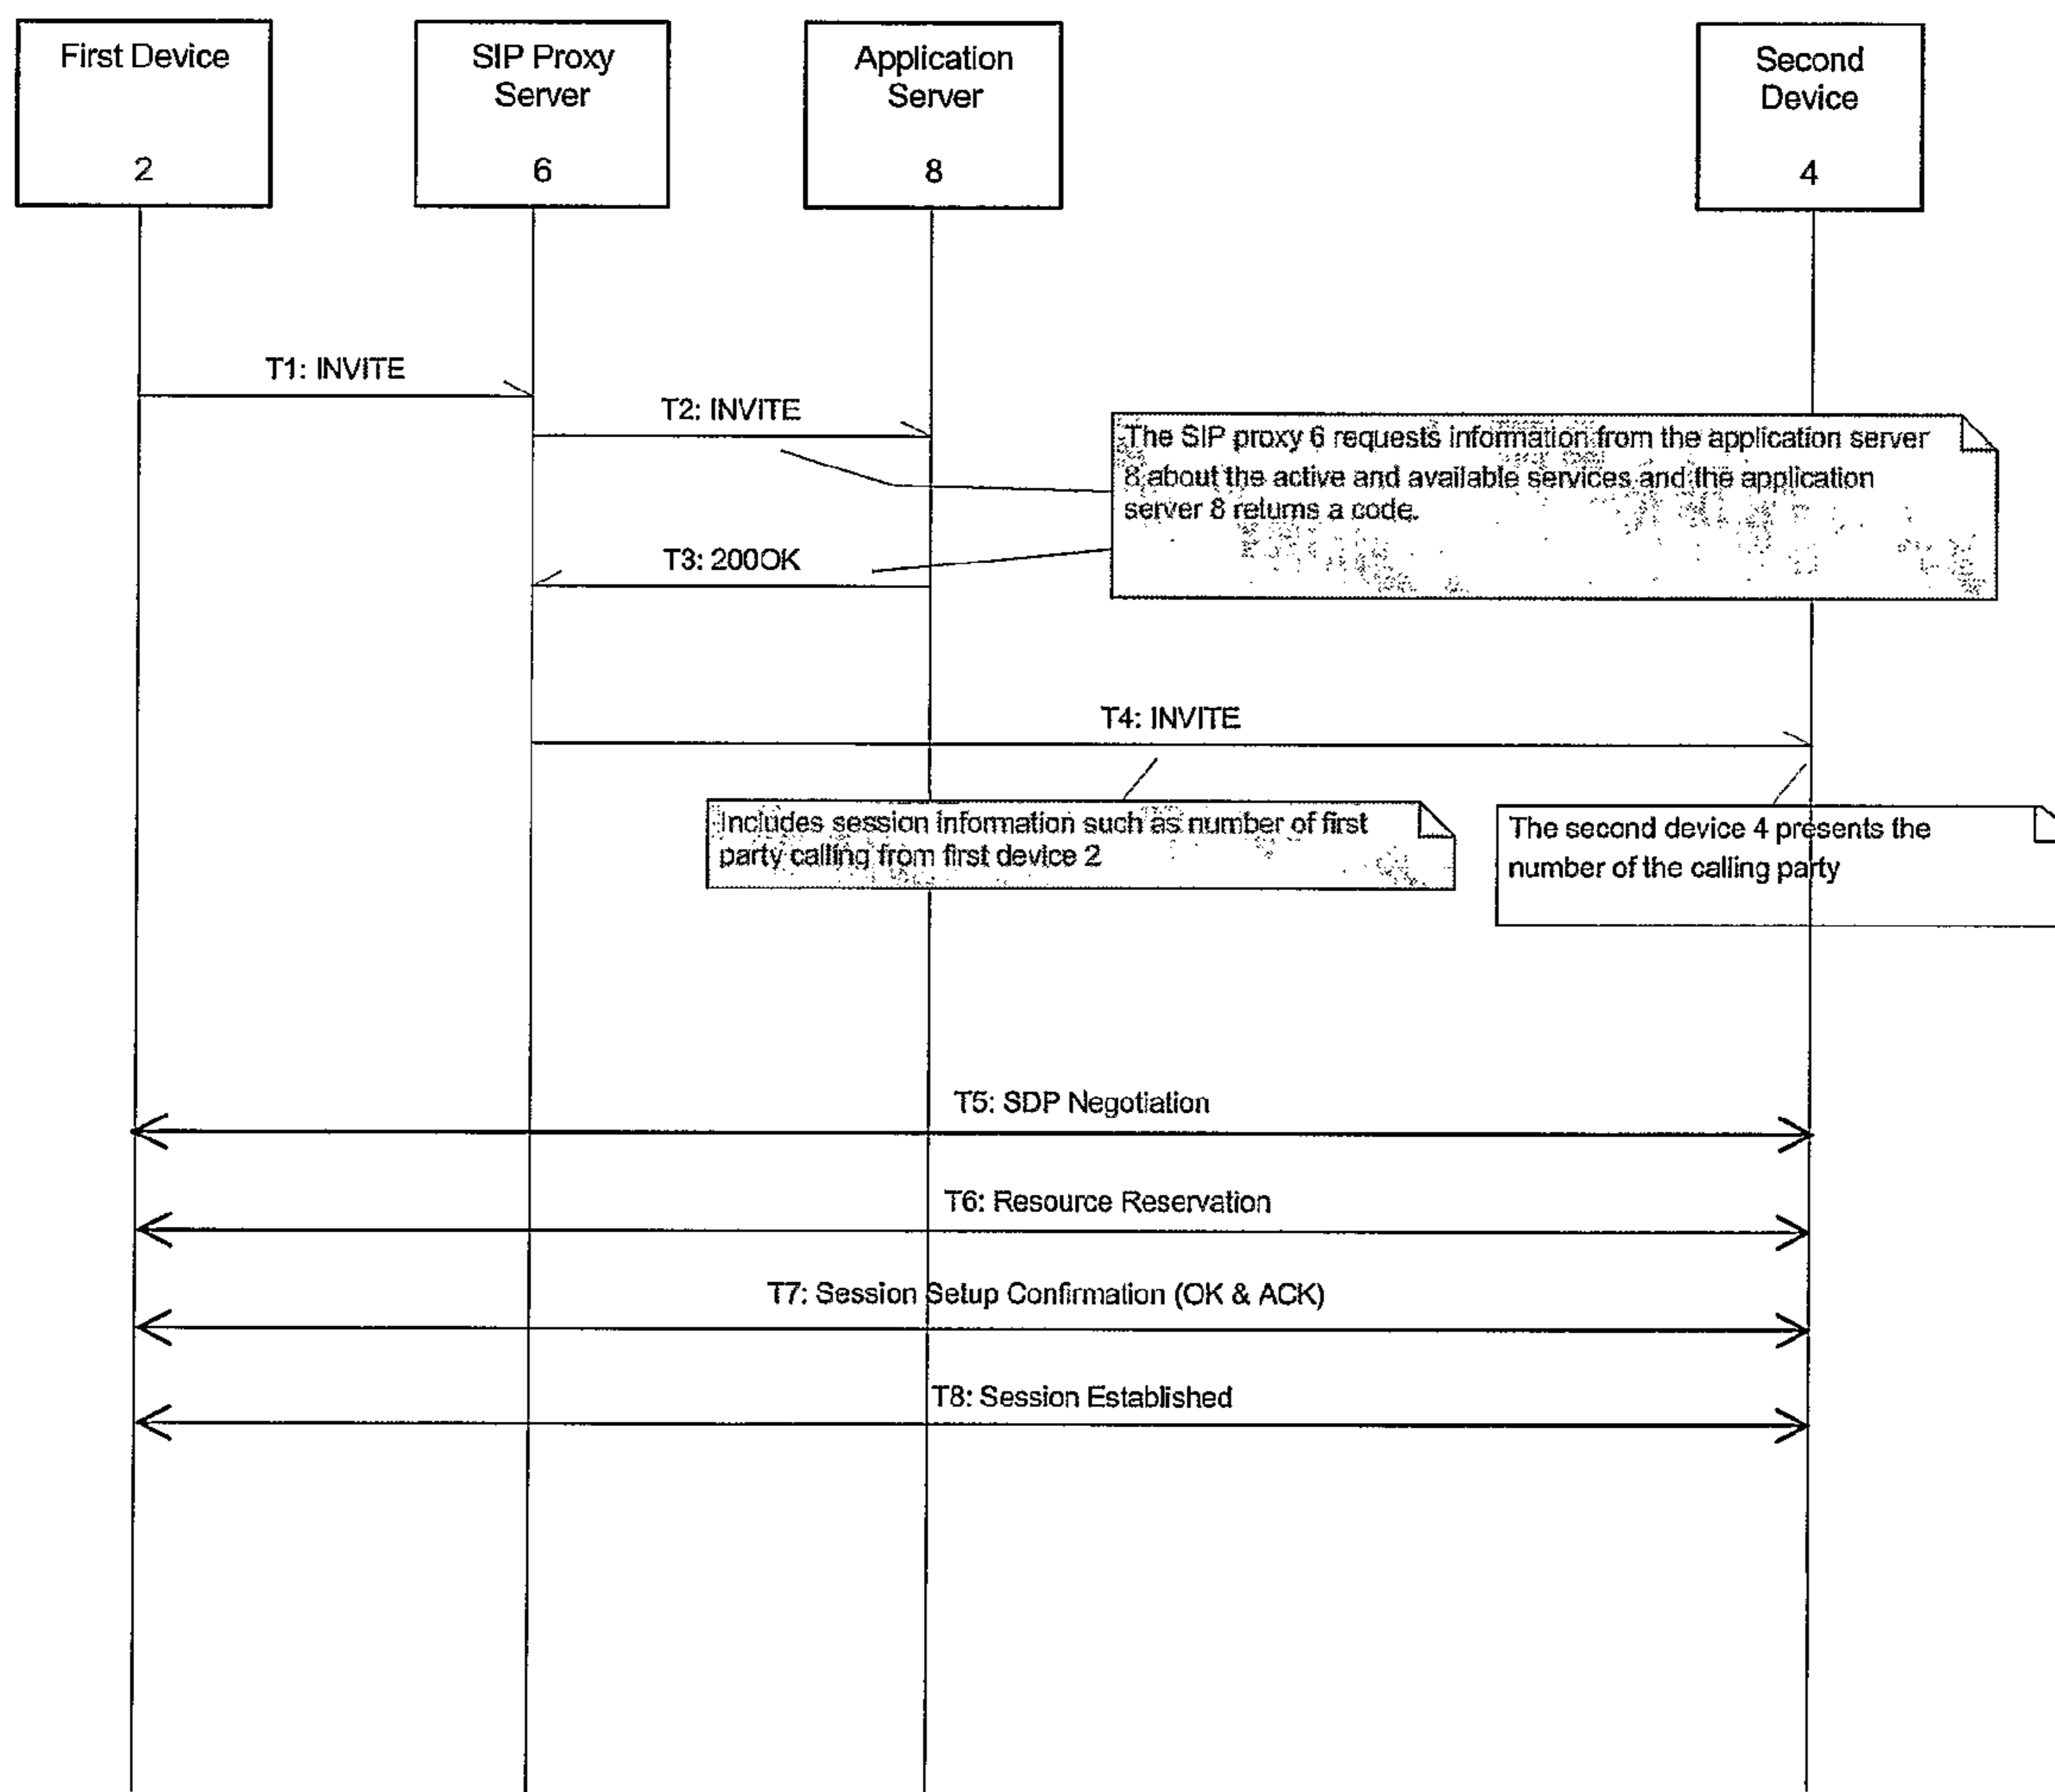 First Device
2
SIP Proxy
Server
6
Application
Server
8
Second
Device
4
T1: INVITE
T2: INVITE
The SIP proxy 6 requests information from the application server
8 about the active and available services and the application
server 8 returns a code.
T3: 200OK
T4: INVITE
Includes session information such as number of first
party calling from first device 2
The second device 4 presents the
number of the calling party
T5: SDP Negotiation
T6: Resource Reservation
T7: Session Setup Confirmation (OK & ACK)
T8: Session Established